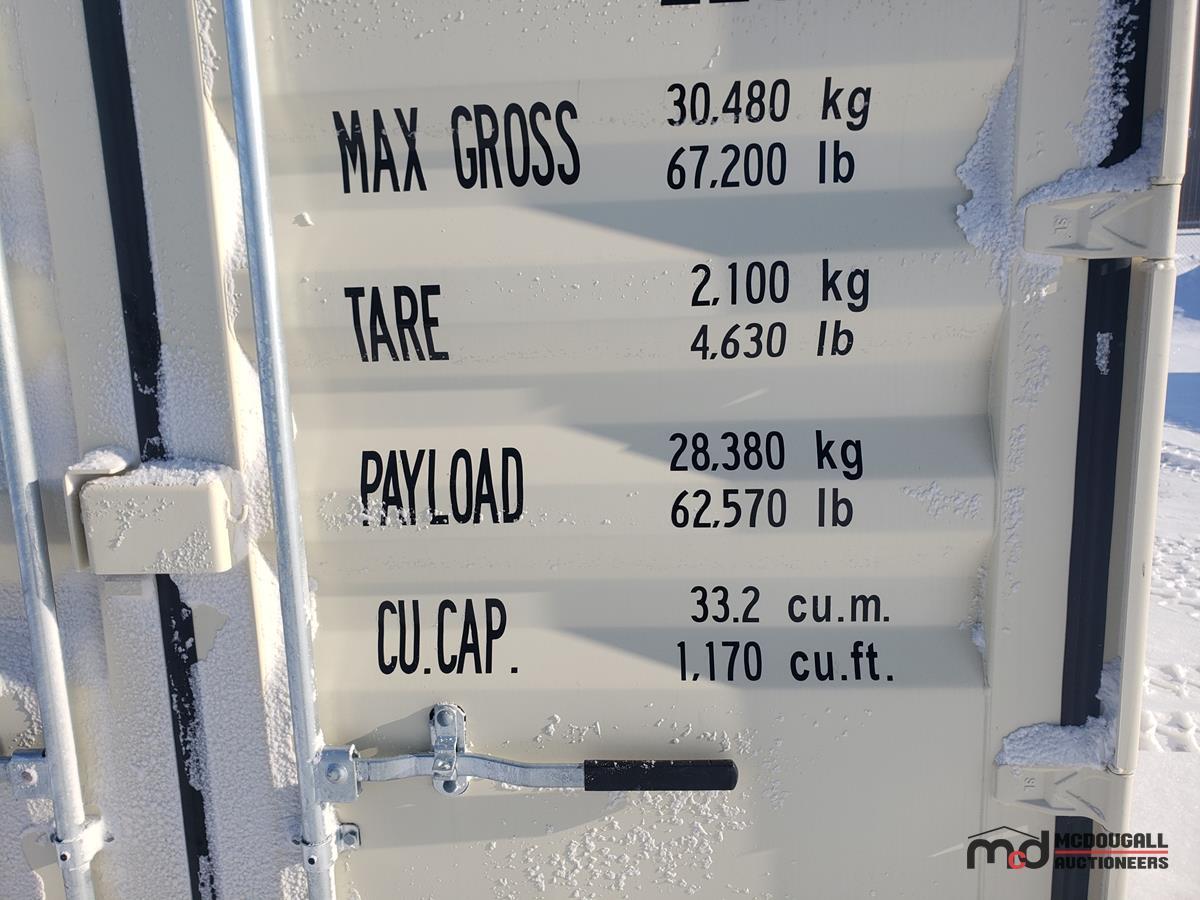 MAX GROSS 30,480 kg
67,200 lb
TARE 2,100 kg
4,630 lb
PAYLOAD 28,380 kg
62,570 lb
CU.CAP. 33.2 cu.m.
1,170 cu.ft.
mcd MCDOUGALL
AUCTIONEERS